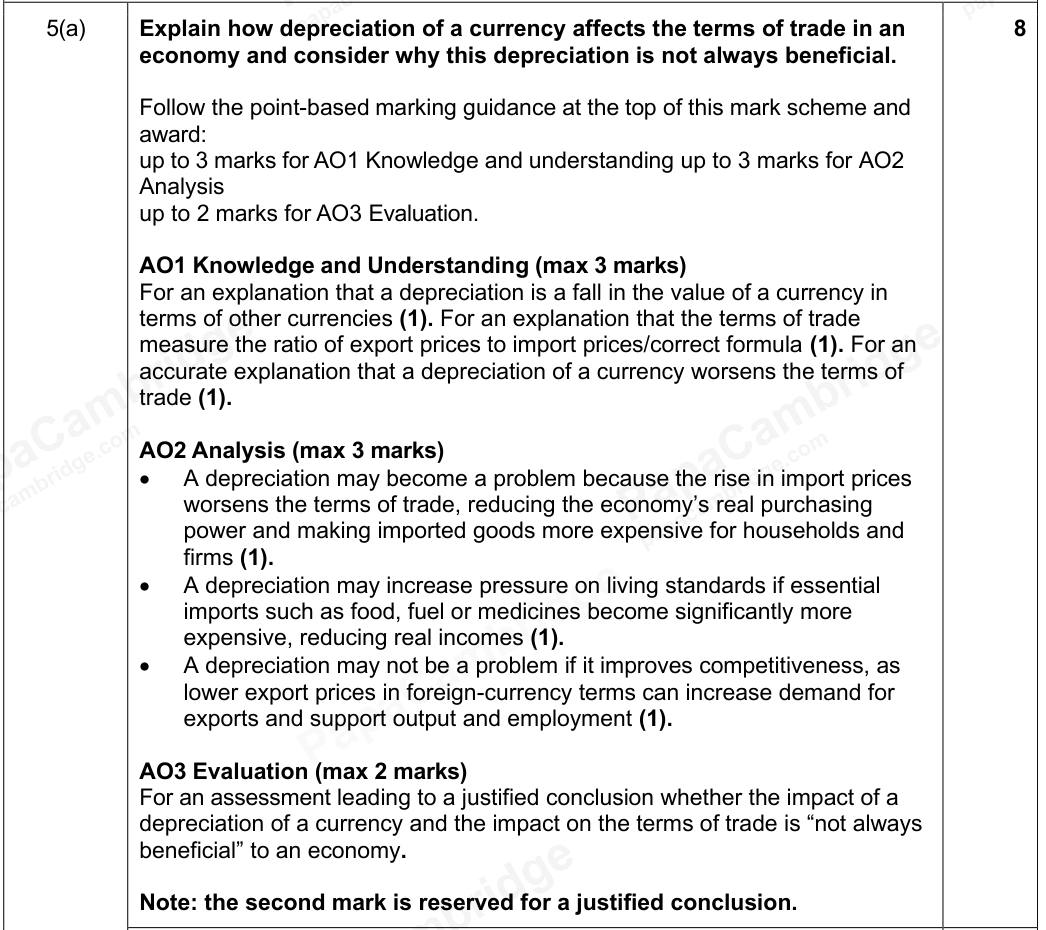 5(a)
Explain how depreciation of a currency affects the terms of trade in an
8
economy and consider why this depreciation is not always beneficial.
Follow the point-based marking guidance at the top of this mark scheme and
award:
up to 3 marks for AO1 Knowledge and understanding up to 3 marks for AO2
Analysis
up to 2 marks for AO3 Evaluation.
AO1 Knowledge and Understanding (max 3 marks)
For an explanation that a depreciation is a fall in the value of a currency in
terms of other currencies (1). For an explanation that the terms of trade
measure the ratio of export prices to import prices/correct formula (1). For an
accurate explanation that a depreciation of a currency worsens the terms of
trade (1).
AO2 Analysis (max 3 marks)
• A depreciation may become a problem because the rise in import prices
worsens the terms of trade, reducing the economy's real purchasing
power and making imported goods more expensive for households and
firms (1).
• A depreciation may increase pressure on living standards if essential
imports such as food, fuel or medicines become significantly more
expensive, reducing real incomes (1).
• A depreciation may not be a problem if it improves competitiveness, as
lower export prices in foreign-currency terms can increase demand for
exports and support output and employment (1).
AO3 Evaluation (max 2 marks)
For an assessment leading to a justified conclusion whether the impact of a
depreciation of a currency and the impact on the terms of trade is “not always
beneficial” to an economy.
Note: the second mark is reserved for a justified conclusion.